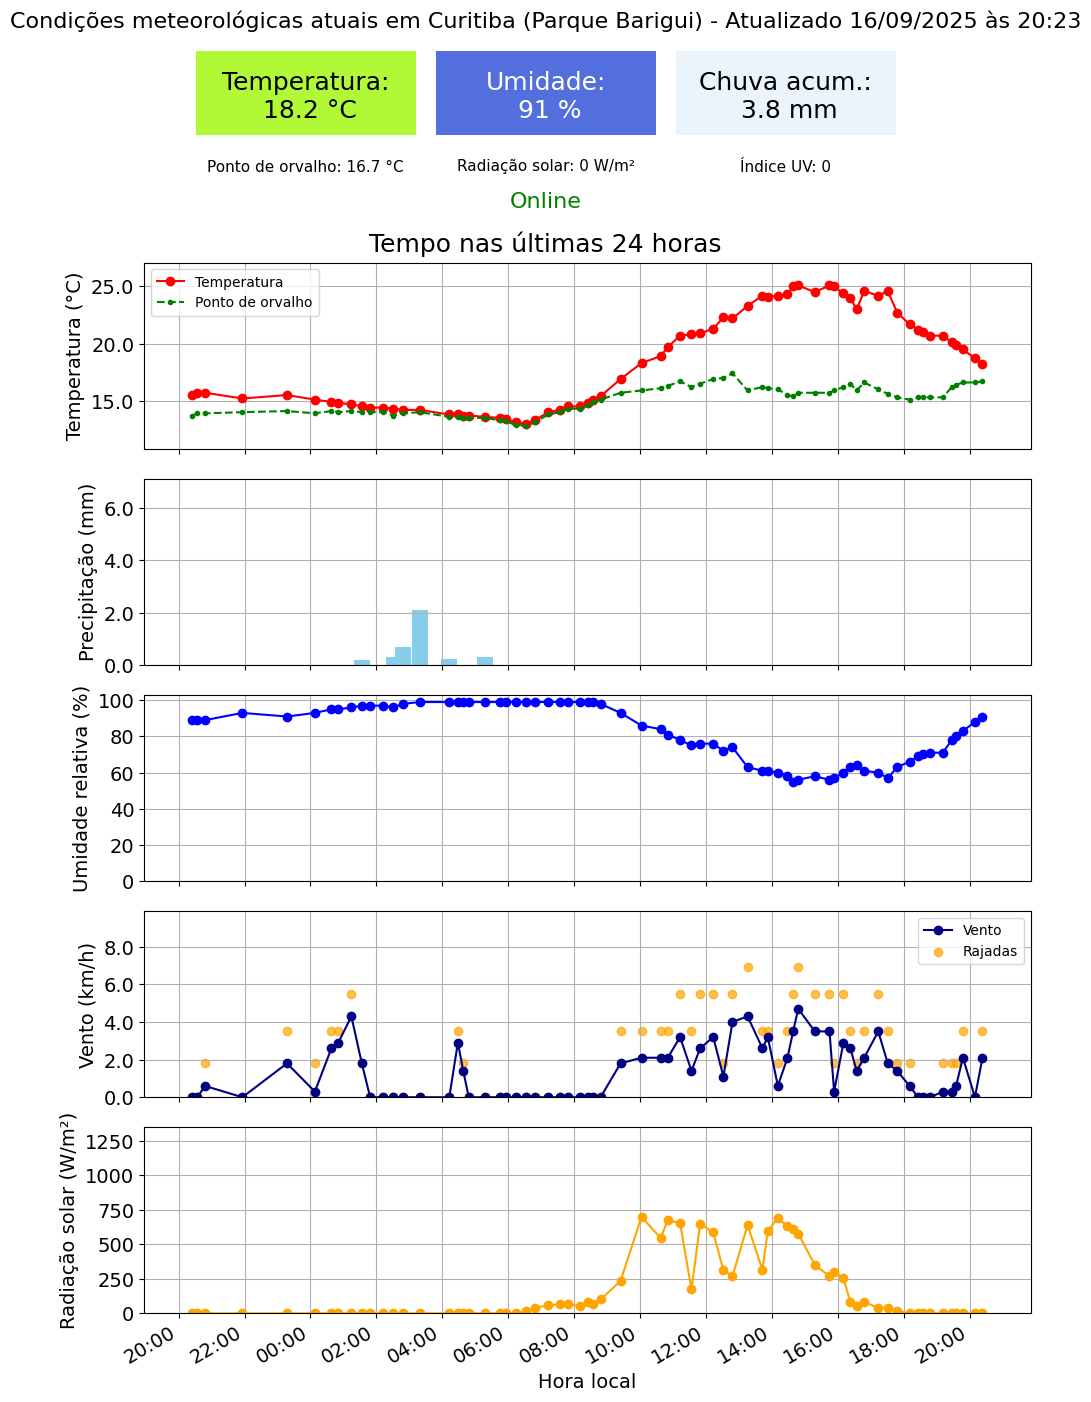 Condições meteorológicas atuais em Curitiba (Parque Barigui) - Atualizado 16/09/2025 às 20:23
Temperatura:
18.2 °C
Umidade:
91 %
Chuva acum.:
3.8 mm
Ponto de orvalho: 16.7 °C
Radiação solar: 0 W/m²
Índice UV: 0
Online
Tempo nas últimas 24 horas
Temperatura (°C)
25.0
20.0
15.0
Temperatura
Ponto de orvalho
Precipitação (mm)
6.0
4.0
2.0
0.0
Umidade relativa (%)
100
80
60
40
20
0
Vento (km/h)
8.0
6.0
4.0
2.0
0.0
Vento
Rajadas
Radiação solar (W/m²)
1250
1000
750
500
250
0
20:00
22:00
00:00
02:00
04:00
06:00
08:00
10:00
12:00
14:00
16:00
18:00
20:00
Hora local